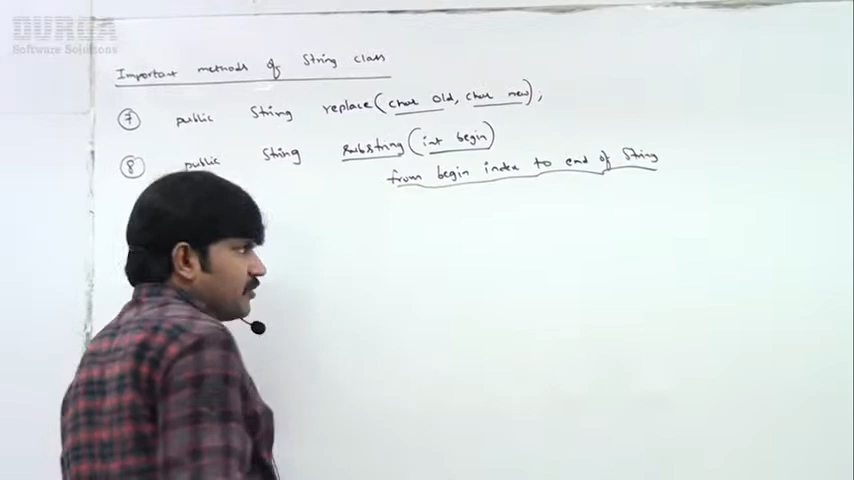 DURGA
Software Solutions
Important methods of String class
7 public String replace(char old, char new);
8 public String substring(int begin)
from begin index to end of String